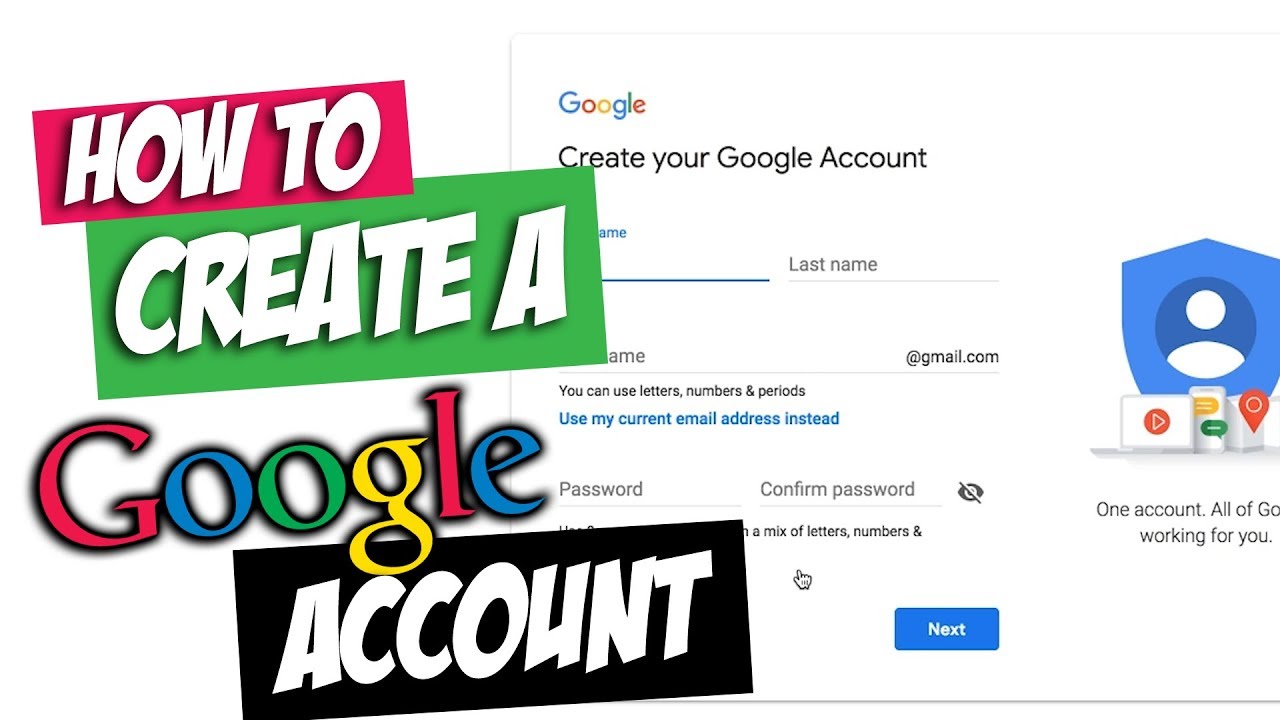 HOW TO
CREATE A
Google
ACCOUNT
Google
Create your Google Account
Last name
@gmail.com
You can use letters, numbers & periods
Use my current email address instead
Password Confirm password
a mix of letters, numbers &
Next
One account. All of
working for you.